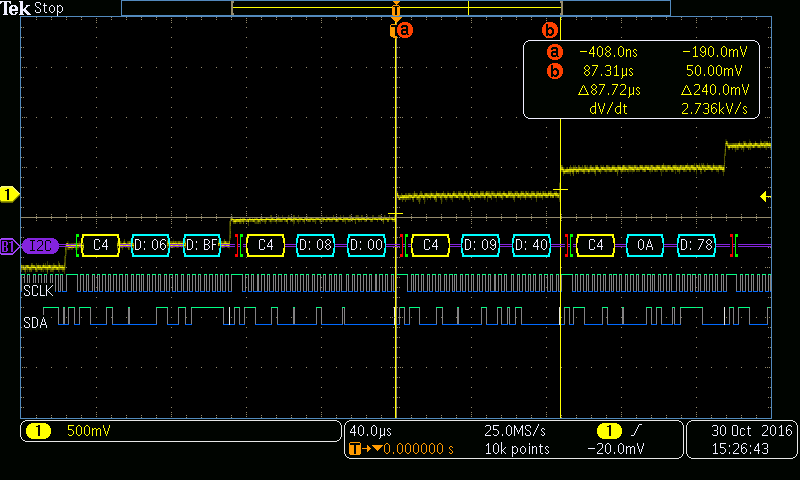 Tek Stop
T
a b
a −408.0ns −190.0mV
b 87.31µs 50.00mV
△87.72µs △240.0mV
dV/dt 2.736kV/s
1
B1 I2C C4 D: 06 D: BF C4 D: 08 D: 00 C4 D: 09 D: 40 C4 0A D: 78
SCLK
SDA
1 500mV
40.0µs 25.0MS/s 1
T→▼0.000000 s 10k points −20.0mV
30 Oct 2016
15:26:43